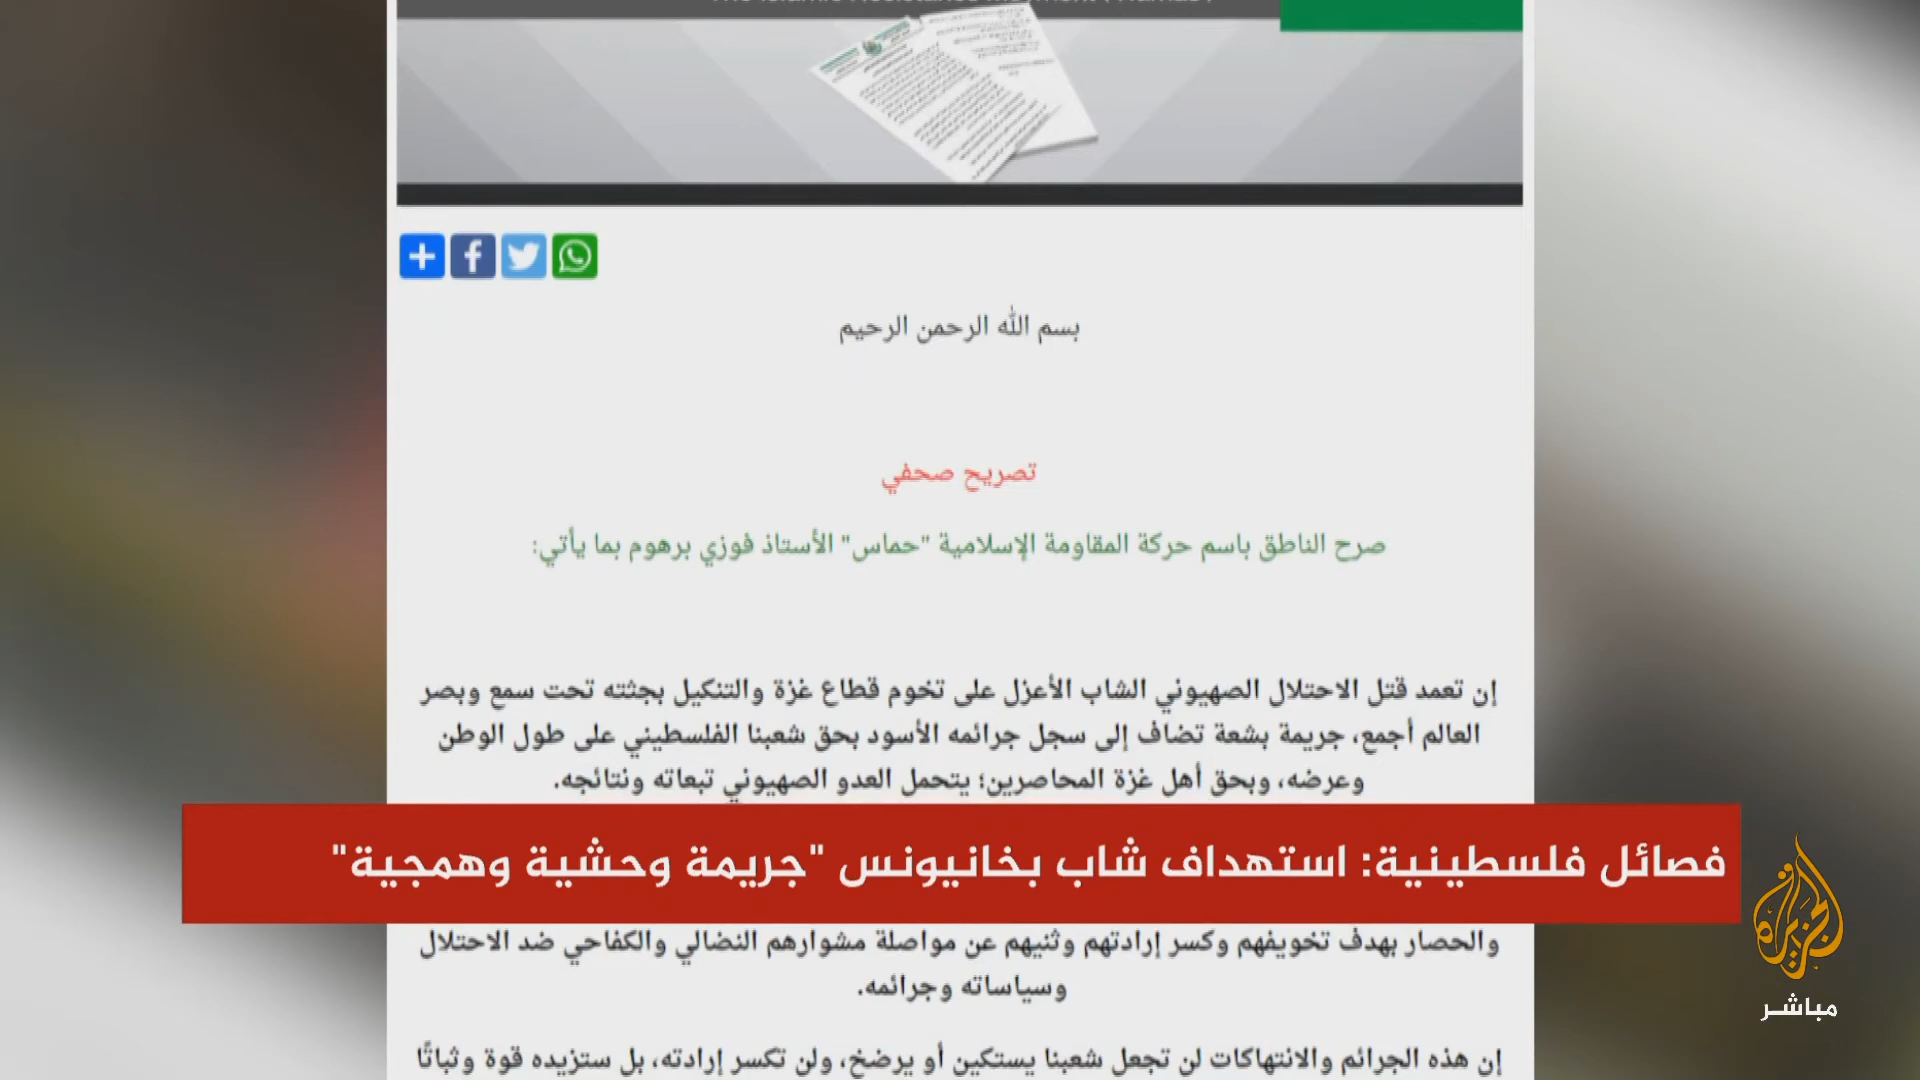 The Islamic Resistance Movement ( Hamas )
بسم الله الرحمن الرحيم
تصريح صحفي
صرح الناطق باسم حركة المقاومة الإسلامية "حماس" الأستاذ فوزي برهوم بما يأتي:
إن تعمد قتل الاحتلال الصهيوني الشاب الأعزل على تخوم قطاع غزة والتنكيل بجثته تحت سمع وبصر
العالم أجمع، جريمة بشعة تضاف إلى سجل جرائمه الأسود بحق شعبنا الفلسطيني على طول الوطن
وعرضه، وبحق أهل غزة المحاصرين؛ يتحمل العدو الصهيوني تبعاته ونتائجه.
فصائل فلسطينية: استهداف شاب بخانيونس "جريمة وحشية وهمجية"
والحصار بهدف تخويفهم وكسر إرادتهم وثنيهم عن مواصلة مشوارهم النضالي والكفاحي ضد الاحتلال
وسياساته وجرائمه.
إن هذه الجرائم والانتهاكات لن تجعل شعبنا يستكين أو يرضخ، ولن تكسر إرادته، بل ستزيده قوة وثباتًا
الجزيرة
مباشر